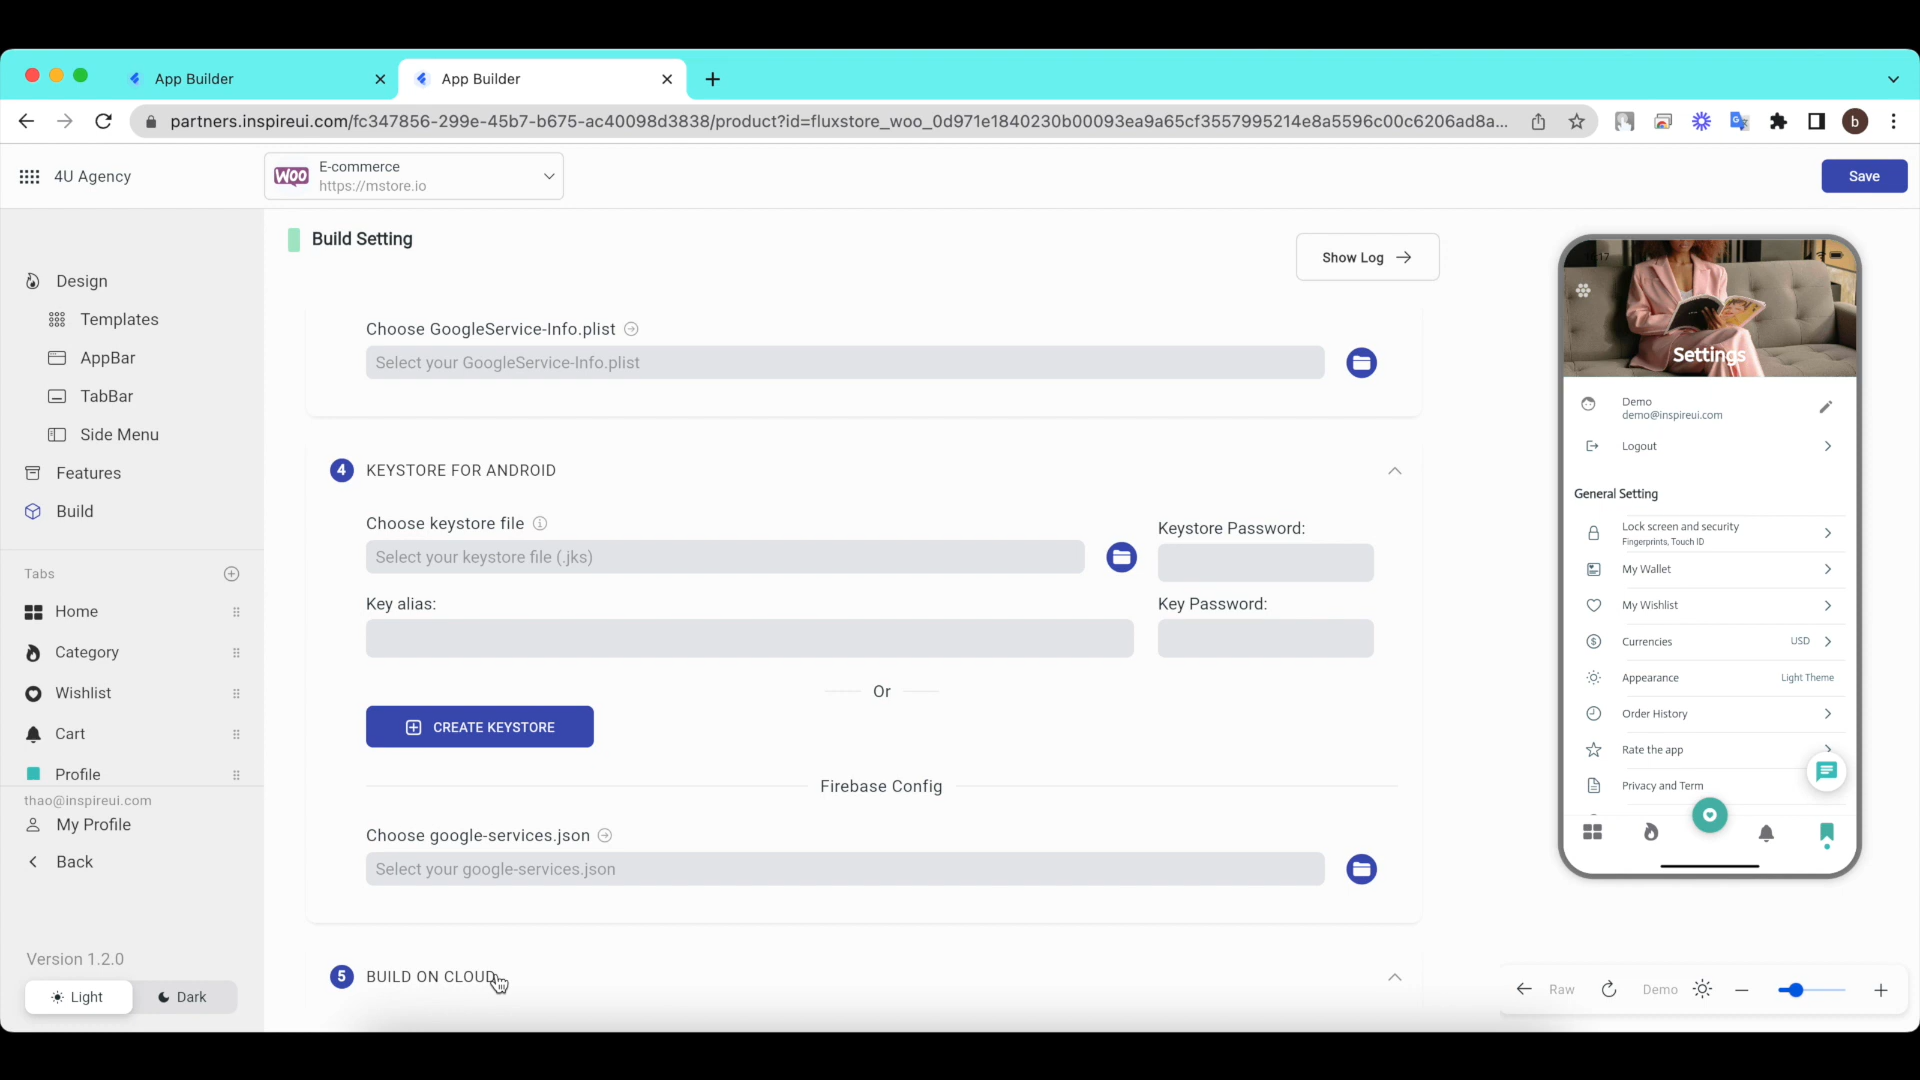 App Builder
App Builder
partners.inspireui.com/fc347856-299e-45b7-b675-ac40098d3838/product?id=fluxstore_woo_0d971e1840230b00093ea9a65cf3557995214e8a5596c00c6206ad8a...
b
4U Agency
WOO
E-commerce
https://mstore.io
Save
Design
Templates
AppBar
TabBar
Side Menu
Features
Build
Tabs
Home
Category
Wishlist
Cart
Profile
thao@inspireui.com
My Profile
Back
Version 1.2.0
Light
Dark
Build Setting
Show Log
Choose GoogleService-Info.plist
Select your GoogleService-Info.plist
4 KEYSTORE FOR ANDROID
Choose keystore file
Select your keystore file (.jks)
Keystore Password:
Key alias:
Key Password:
Or
CREATE KEYSTORE
Firebase Config
Choose google-services.json
Select your google-services.json
5 BUILD ON CLOUD
Settings
Demo
demo@inspireui.com
Logout
General Setting
Lock screen and security
Fingerprints, Touch ID
My Wallet
My Wishlist
Currencies USD
Appearance Light Theme
Order History
Rate the app
Privacy and Term
Raw
Demo